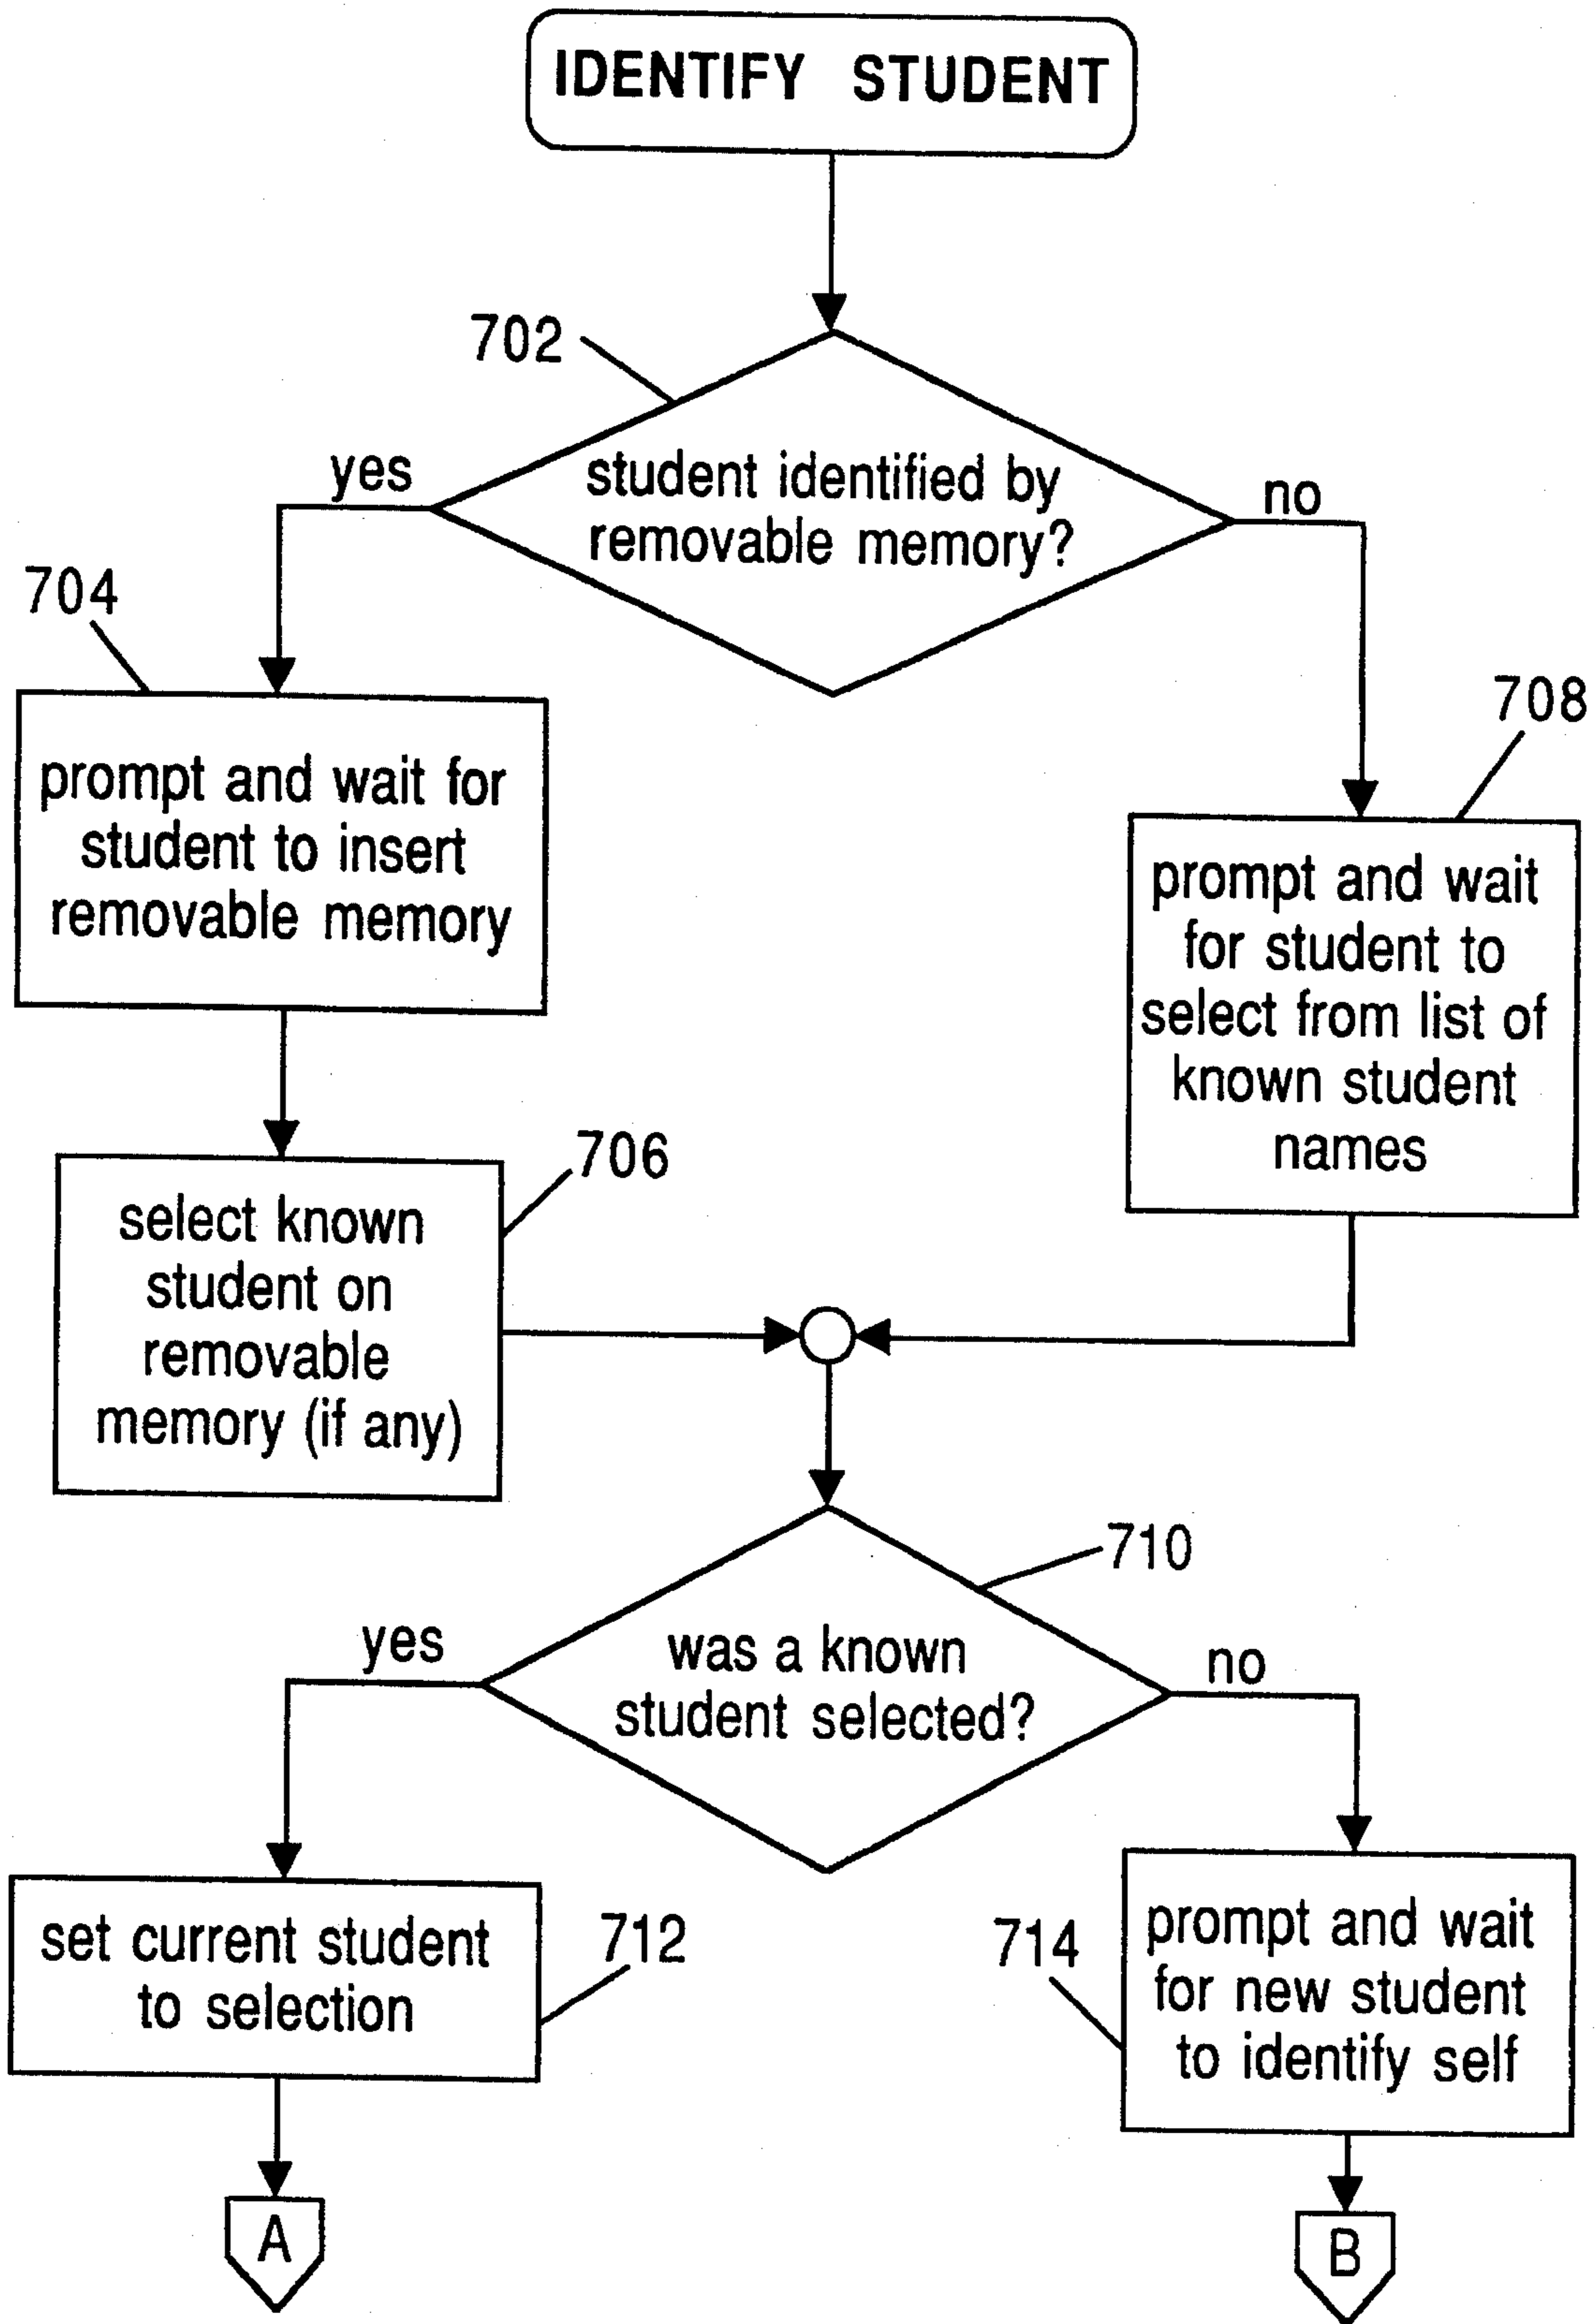 IDENTIFY STUDENT
702
yes
student identified by
removable memory?
no
704
prompt and wait for
student to insert
removable memory
708
prompt and wait
for student to
select from list of
known student
names
706
select known
student on
removable
memory (if any)
710
yes
was a known
student selected?
no
set current student
to selection
712
714
prompt and wait
for new student
to identify self
A
B